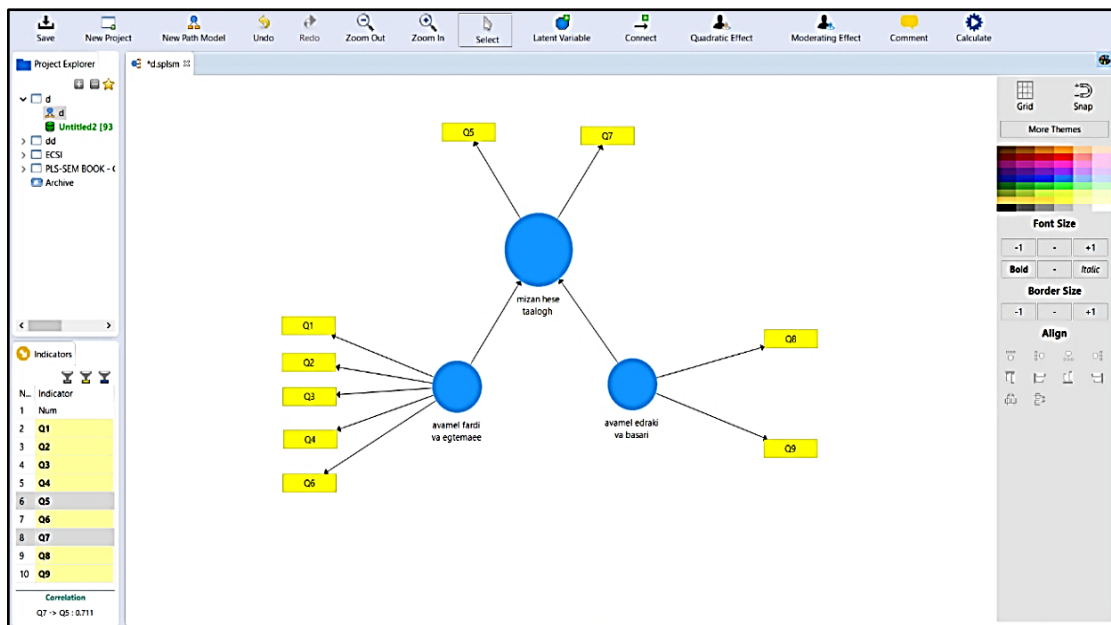 Save New Project New Path Model Undo Redo Zoom Out Zoom In Select Latent Variable Connect Quadratic Effect Moderating Effect Comment Calculate
Project Explorer
*d.splsm
d
d
Untitled2 [93
dd
ECSI
PLS-SEM BOOK - C
Archive
Indicators
N... Indicator
1 Num
2 Q1
3 Q2
4 Q3
5 Q4
6 Q5
7 Q6
8 Q7
9 Q8
10 Q9
Correlation
Q7 -> Q5 : 0.711
Q5
Q7
mizan hese
taalogh
Q1
Q2
Q3
Q4
Q6
avamel fardi
va egtemaee
avamel edraki
va basari
Q8
Q9
Grid Snap
More Themes
Font Size
-1 - +1
Bold - Italic
Border Size
-1 - +1
Align